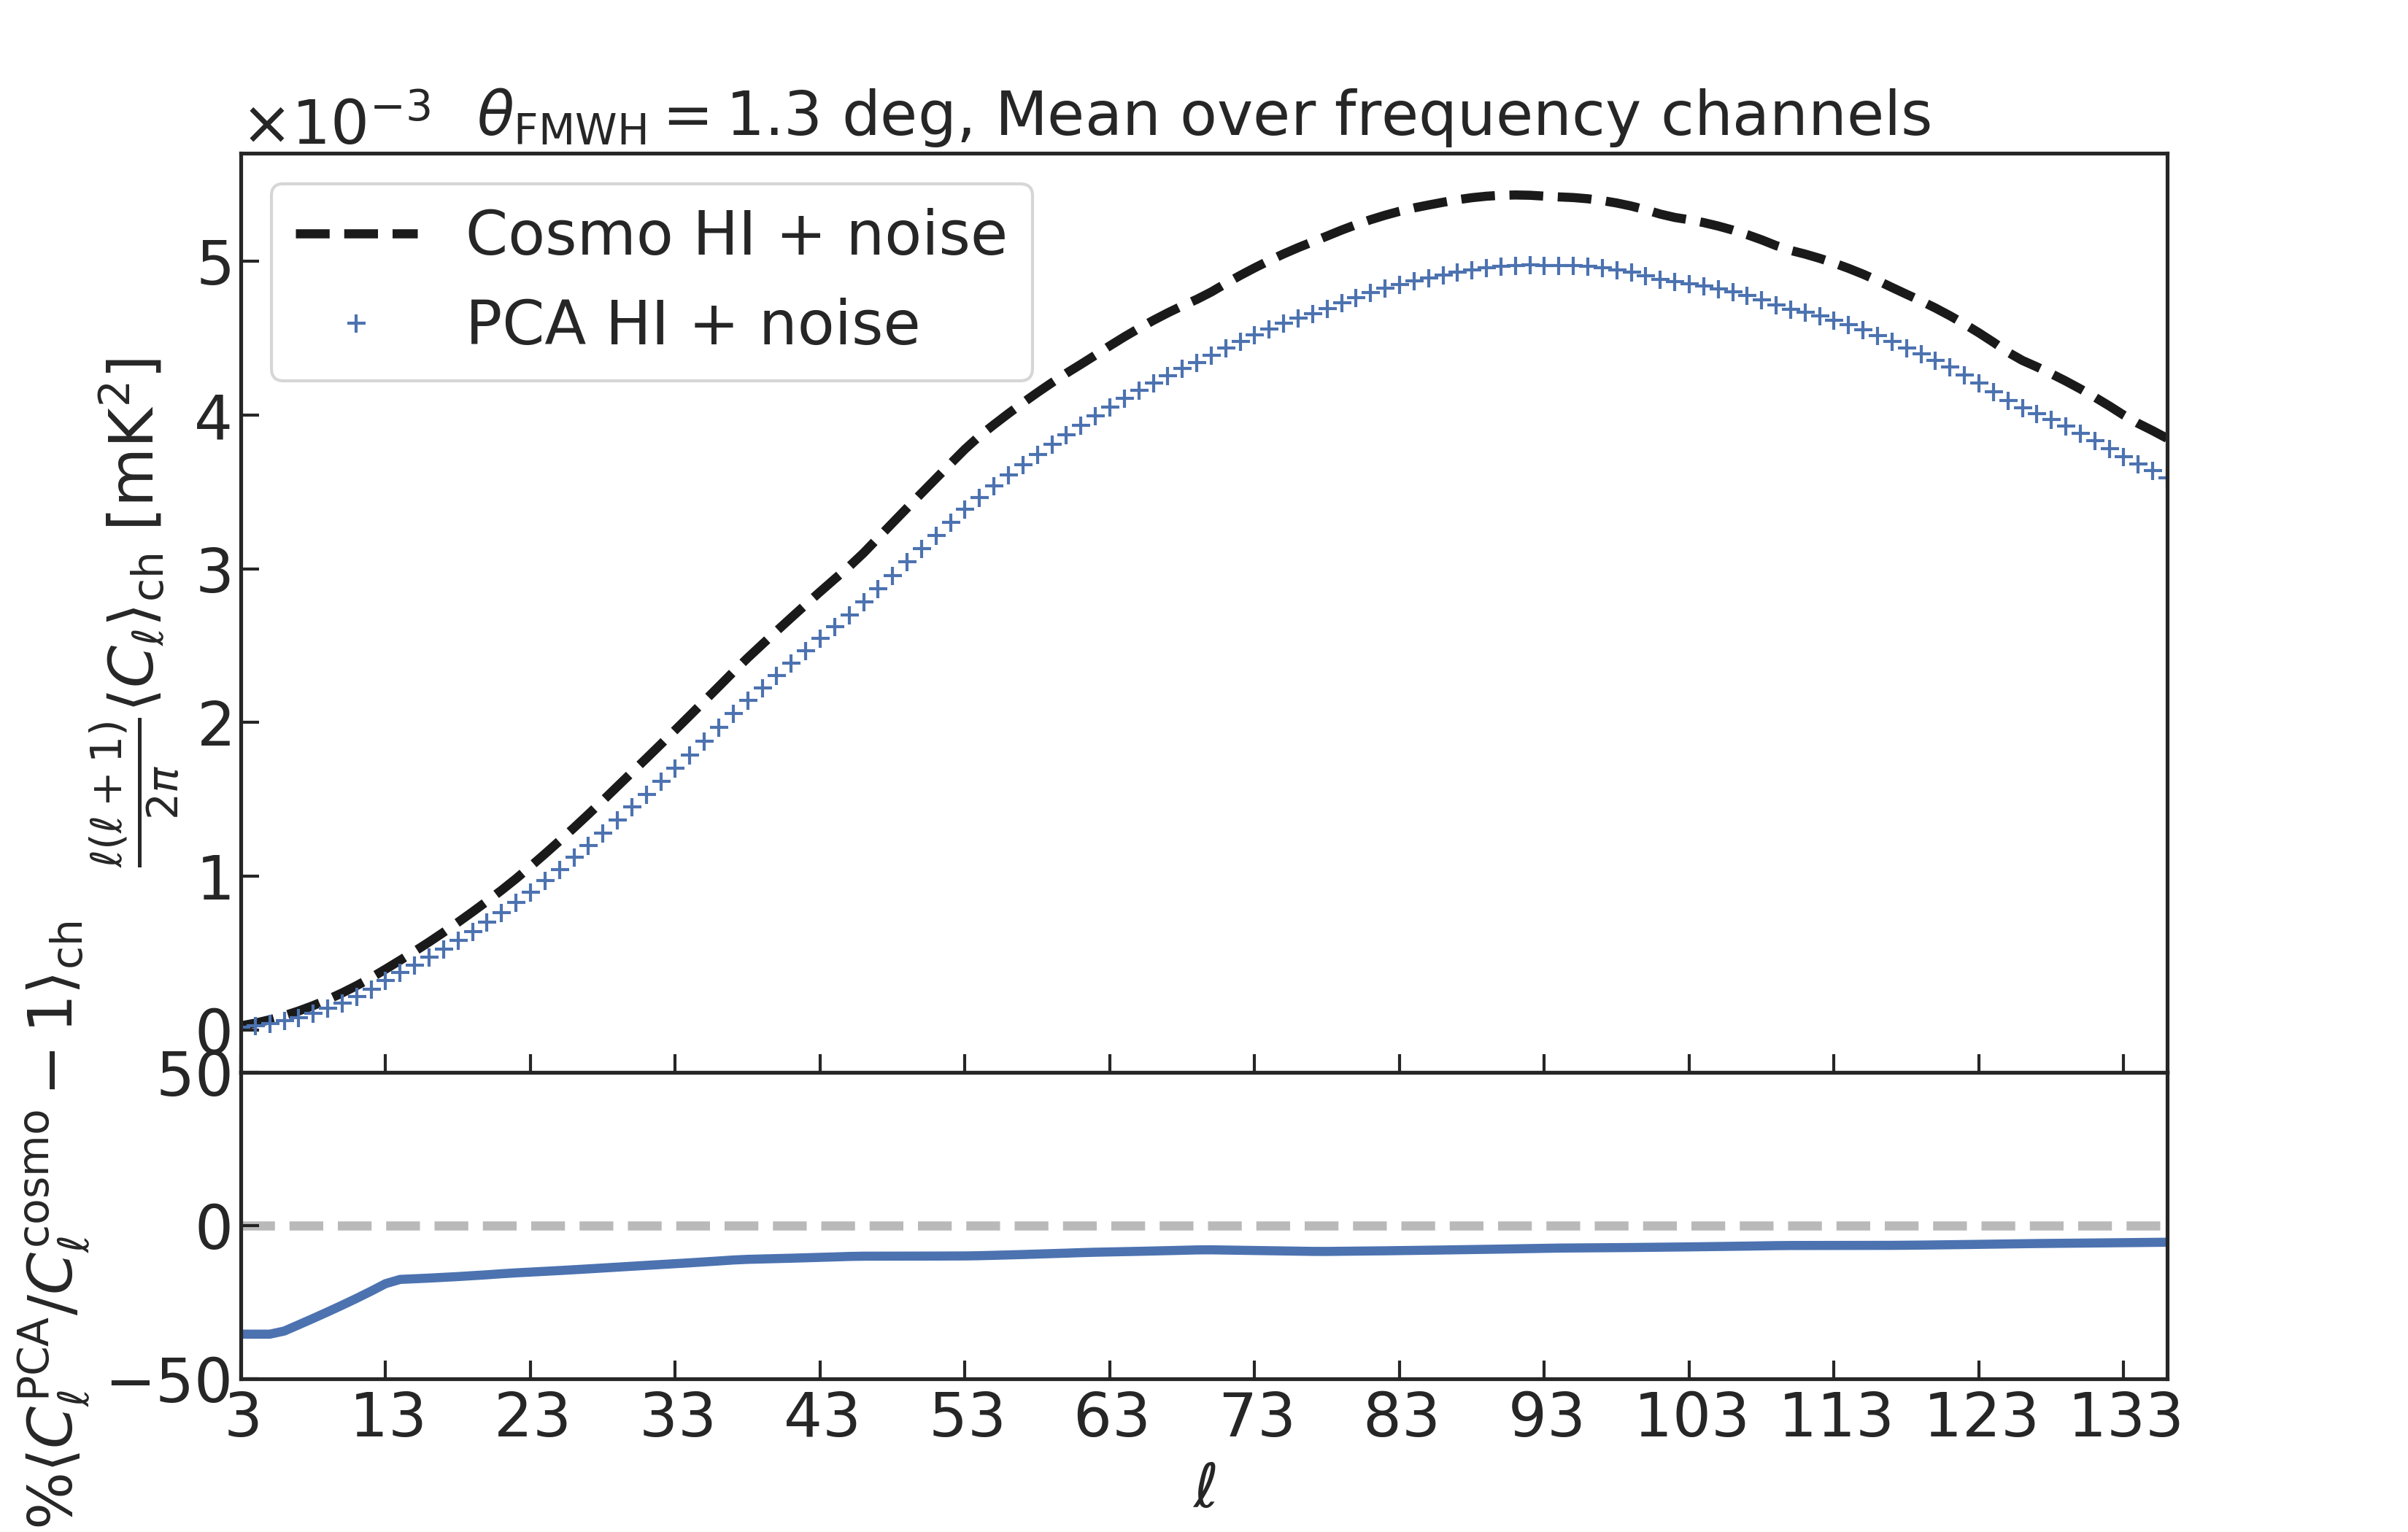 ×10⁻³ θ_FMWH = 1.3 deg, Mean over frequency channels
Cosmo HI + noise
PCA HI + noise
ℓ(ℓ + 1)/2π ⟨C_ℓ⟩_ch [mK²]
5
4
3
2
1
0
%⟨C_ℓ^PCA/C_ℓ^cosmo − 1⟩_ch
50
0
−50
3 13 23 33 43 53 63 73 83 93 103 113 123 133
ℓ